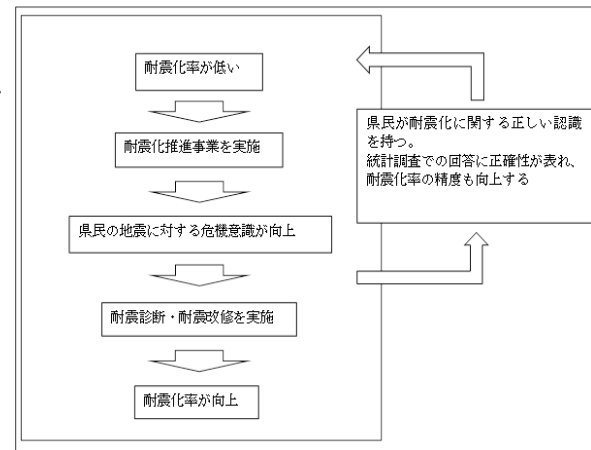 耐震化率が低い
耐震化推進事業を実施
県民の地震に対する危機意識が向上
耐震診断・耐震改修を実施
耐震化率が向上
県民が耐震化に関する正しい認識
を持つ。
統計調査での回答に正確性が表れ、
耐震化率の精度も向上する